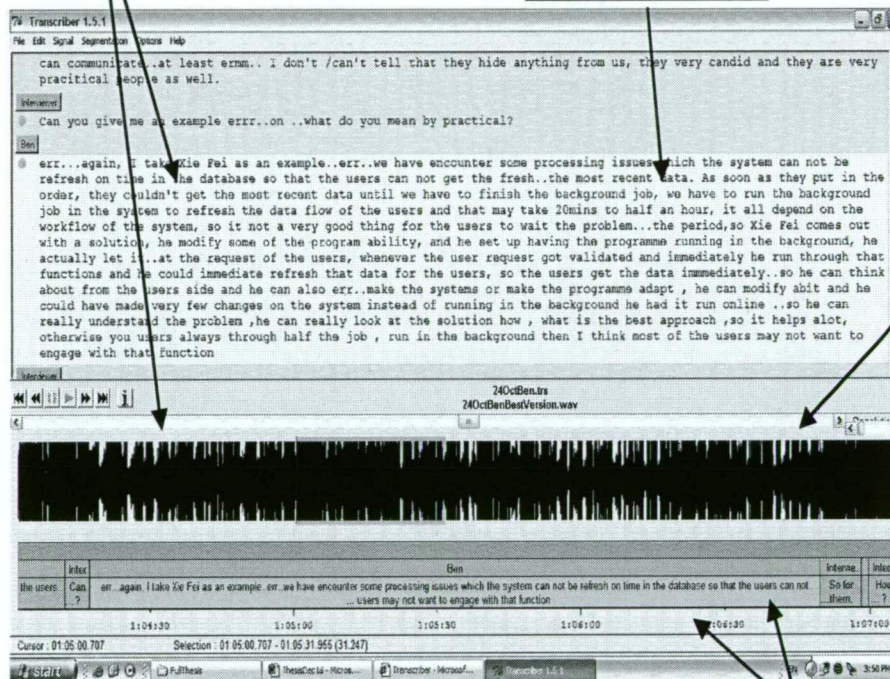 Transcriber 1.5.1
File Edit Signal Segmentation Options Help
can communicate..at least ermm.. I don't /can't tell that they hide anything from us, they very candid and they are very
pracitical people as well.
Interviewer
Can you give me an example errr..on ..what do you mean by practical?
Ben
err...again, I take Xie Fei as an example..err..we have encounter some processing issues which the system can not be
refresh on time in the database so that the users can not get the fresh..the most recent data. As soon as they put in the
order, they couldn't get the most recent data until we have to finish the background job, we have to run the background
job in the system to refresh the data flow of the users and that may take 20mins to half an hour, it all depend on the
workflow of the system, so it not a very good thing for the users to wait the problem...the period,so Xie Fei comes out
with a solution, he modify some of the program ability, and he set up having the programme running in the background, he
actually let it..at the request of the users, whenever the user request got validated and immediately he run through that
functions and he could immediate refresh that data for the users, so the users get the data immmediately..so he can think
about from the users side and he can also err..make the systems or make the programme adapt , he can modify abit and he
could have made very few changes on the system instead of running in the background he had it run online ..so he can
really understand the problem ,he can really look at the solution how , what is the best approach ,so it helps alot,
otherwise you users always through half the job , run in the background then I think most of the users may not want to
engage with that function
Interviewer
24OctBen.trs
24OctBenBestVersion.wav
Inter Ben Interne. Inter
the users. Can err...again, I take Xie Fei as an example..err..we have encounter some processing issues which the system can not be refresh on time in the database so that the users can not So for How
...? ... users may not want to engage with that function ...them. ...?
1:04:30 1:05:00 1:05:30 1:06:00 1:06:30 1:07:00
Cursor : 01:05:00.707 Selection : 01:05:00.707 - 01:05:31.955 (31.247)
start FullThesis - Micros... Transcriber - Microsof... Transcriber 1.5.1 EN 3:50 PM